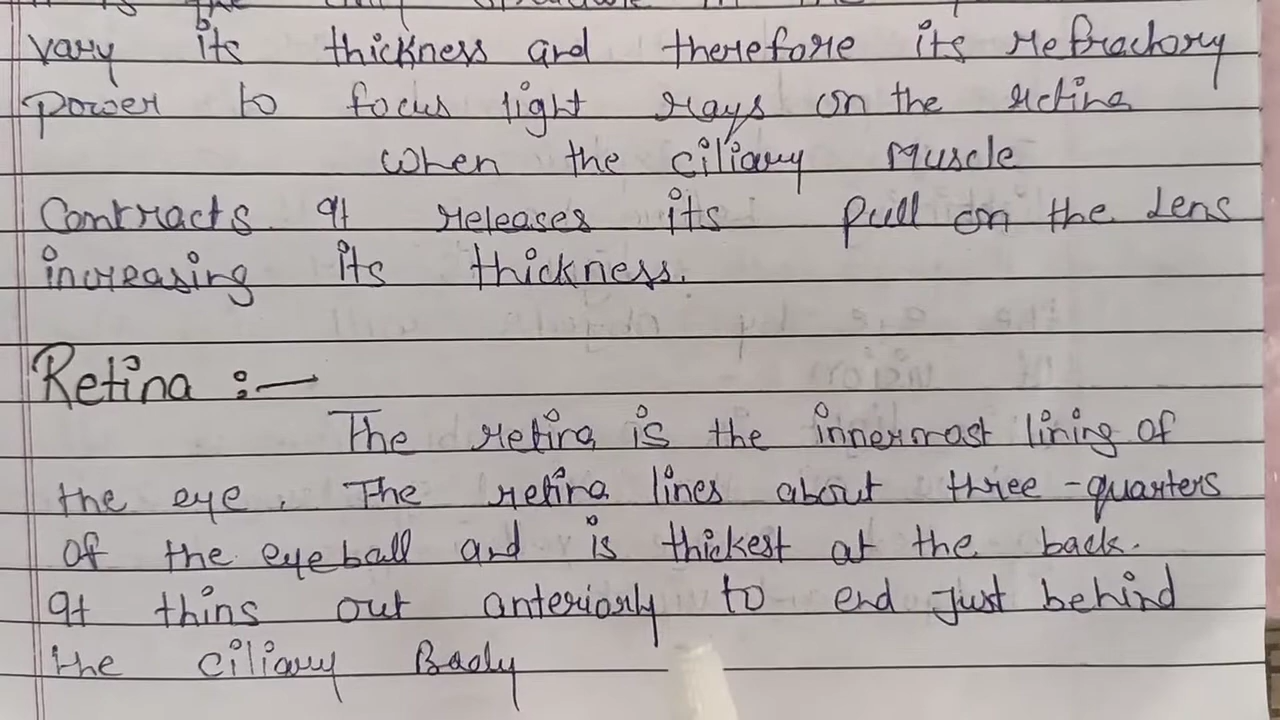 vary its thickness and therefore its refractory
power to focus light rays on the retina
when the ciliary muscle
Contracts. It releases its pull on the Lens
increasing its thickness.
Retina :—
The retina is the innermost lining of
the eye. The retina lines about three-quarters
of the eyeball and is thickest at the back.
It thins out anteriorly to end just behind
the ciliary Body